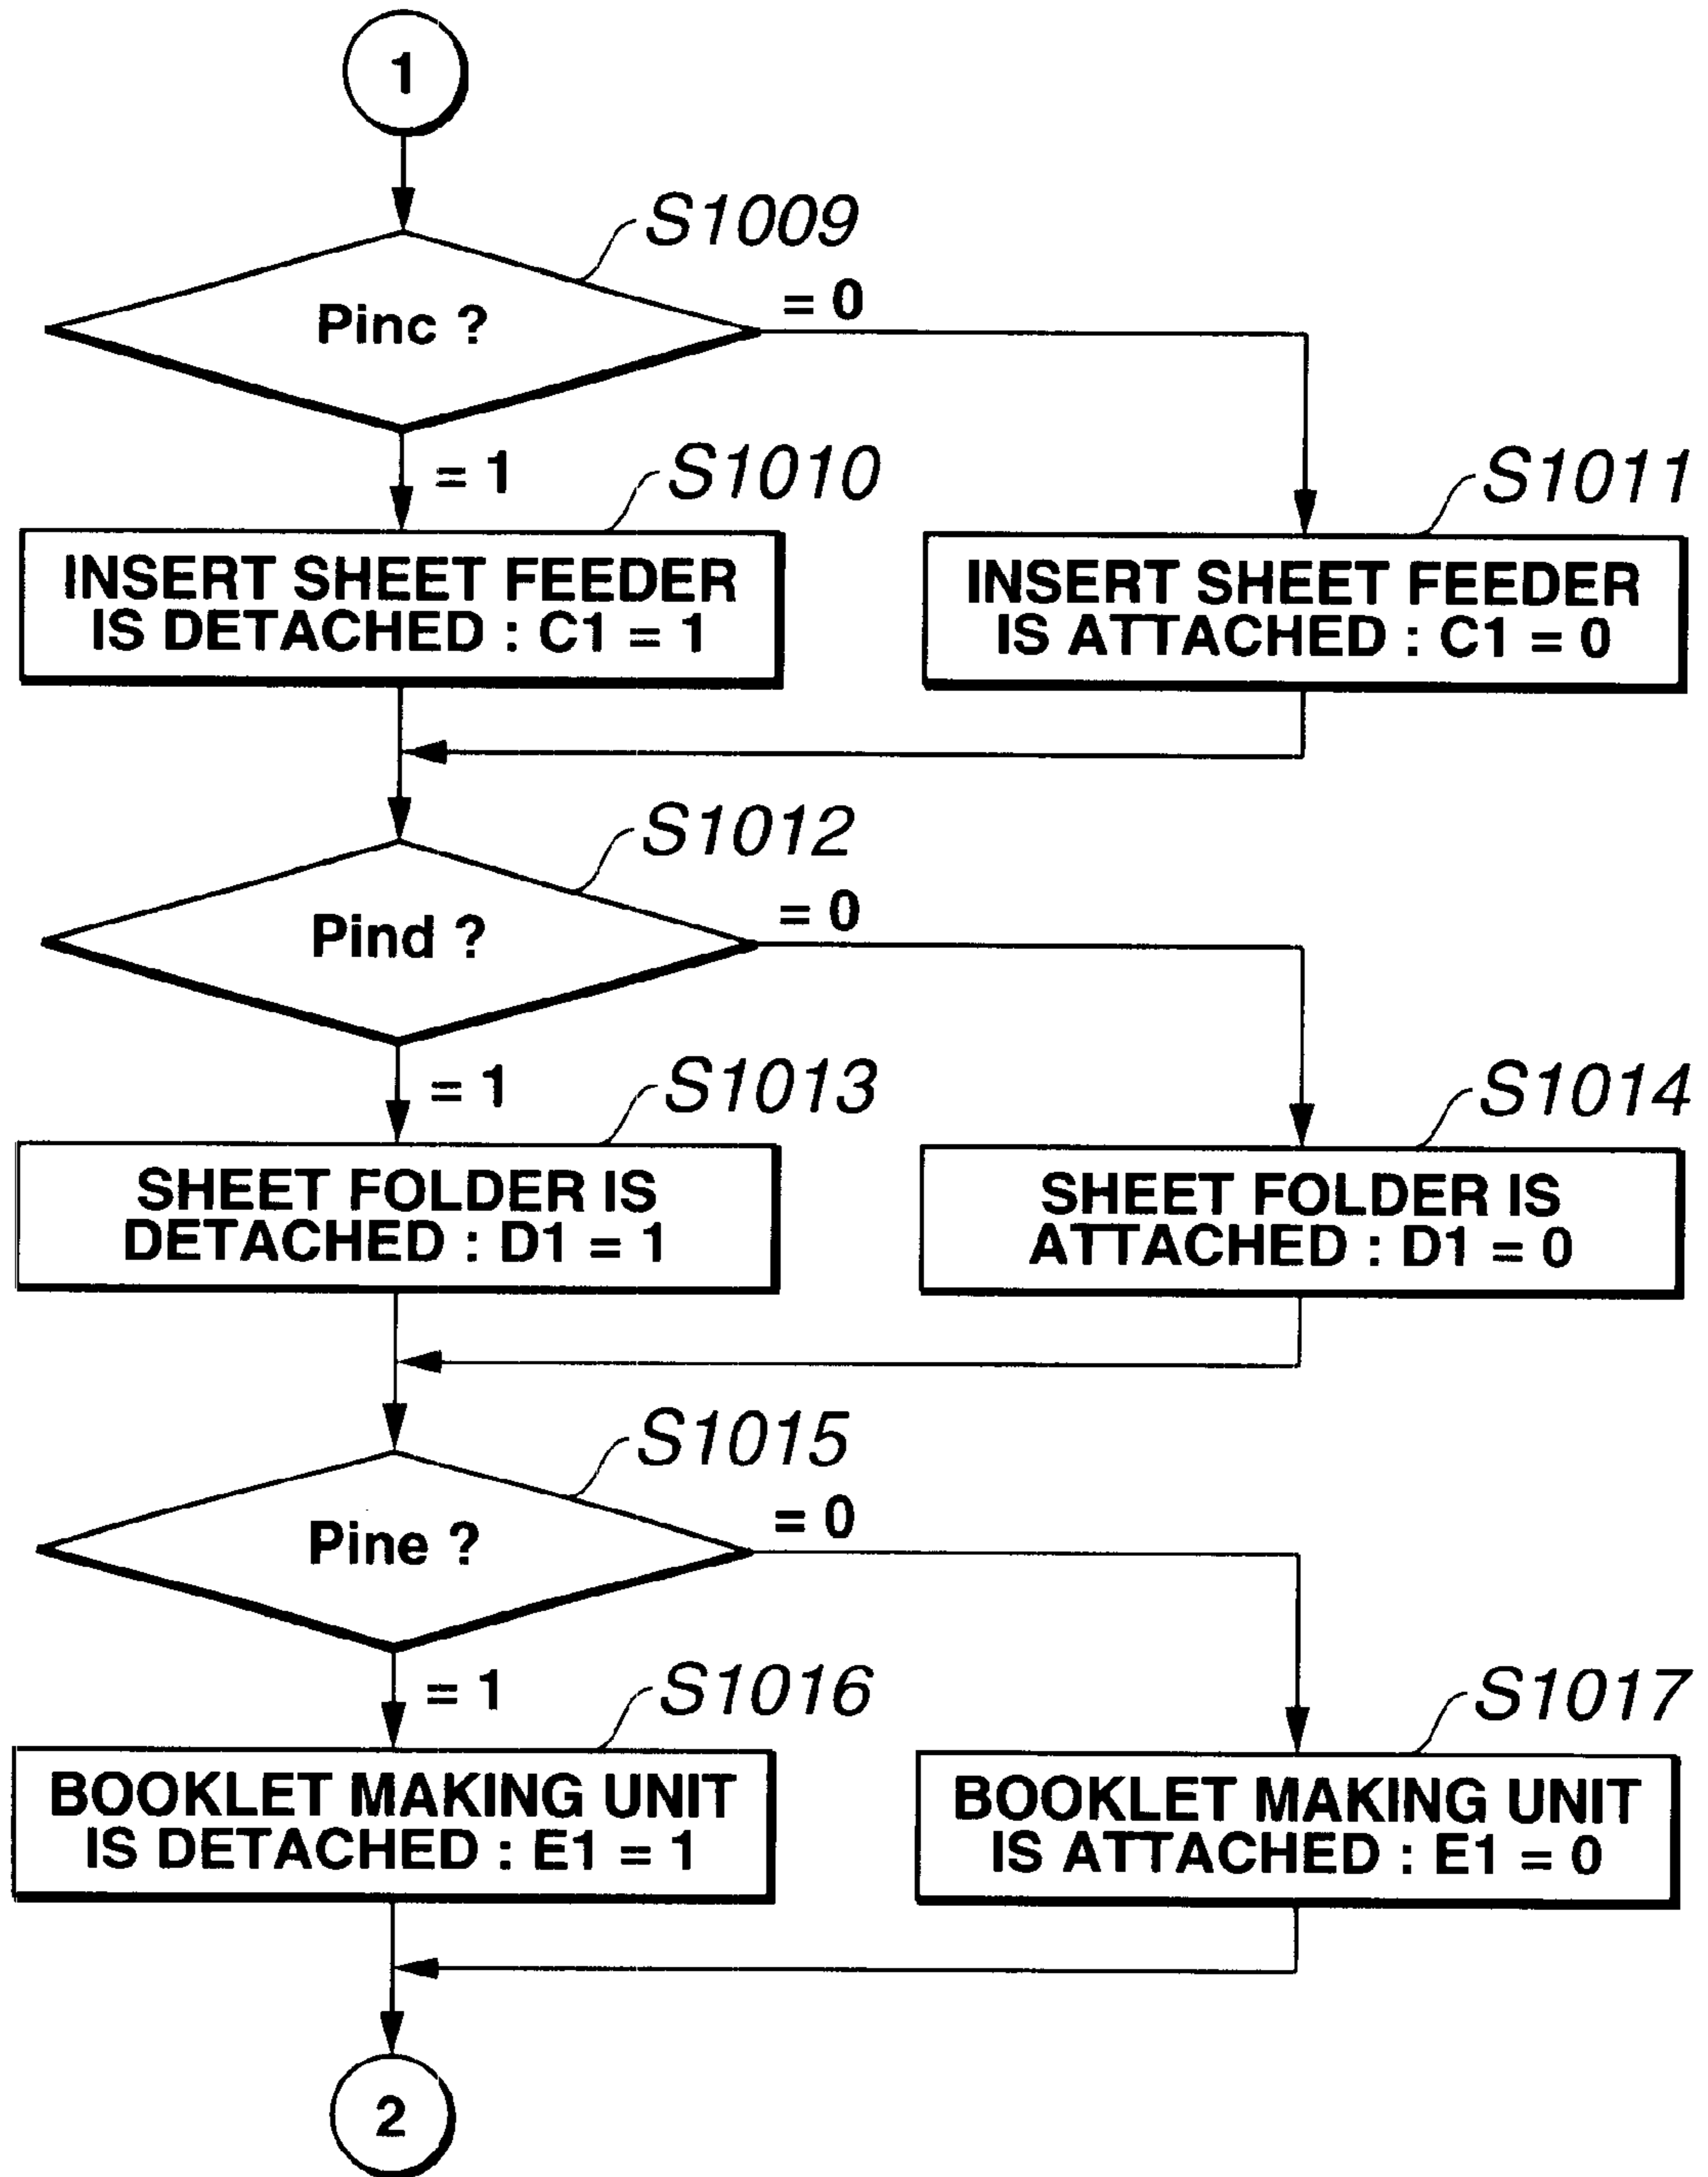 1
S1009
Pinc ?
= 0
= 1
S1010
S1011
INSERT SHEET FEEDER
IS DETACHED : C1 = 1
INSERT SHEET FEEDER
IS ATTACHED : C1 = 0
S1012
Pind ?
= 0
= 1
S1013
S1014
SHEET FOLDER IS
DETACHED : D1 = 1
SHEET FOLDER IS
ATTACHED : D1 = 0
S1015
Pine ?
= 0
= 1
S1016
S1017
BOOKLET MAKING UNIT
IS DETACHED : E1 = 1
BOOKLET MAKING UNIT
IS ATTACHED : E1 = 0
2